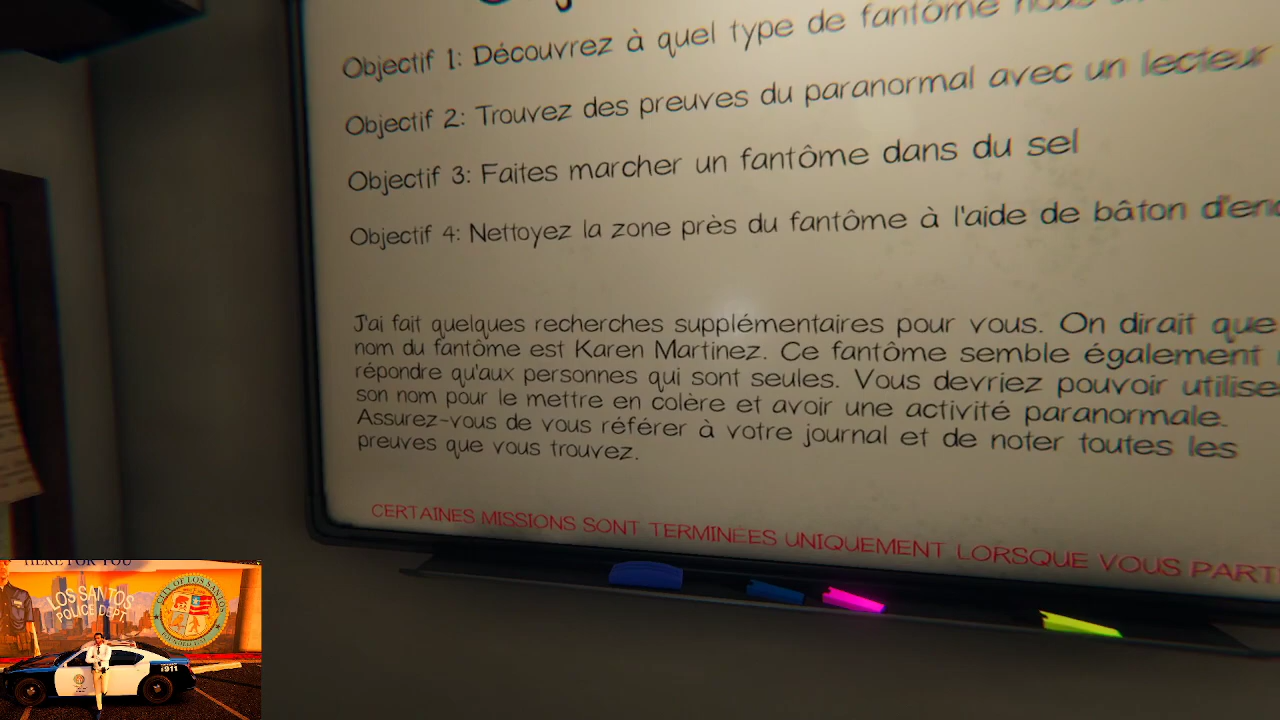 Objectif 1: Découvrez à quel type de fantôme
Objectif 2: Trouvez des preuves du paranormal avec un lecteur
Objectif 3: Faites marcher un fantôme dans du sel
Objectif 4: Nettoyez la zone près du fantôme à l'aide de bâton
J'ai fait quelques recherches supplémentaires pour vous. On dirait que
nom du fantôme est Karen Martinez. Ce fantôme semble également
répondre qu'aux personnes qui sont seules. Vous devriez pouvoir
son nom pour le mettre en colère et avoir une activité paranormale.
Assurez-vous de vous référer à votre journal et de noter toutes les
preuves que vous trouvez.
CERTAINES MISSIONS SONT TERMINÉES UNIQUEMENT LORSQUE VOUS
HERE FOR YOU
LOS SANTOS
POLICE DEPT.
CITY OF LOS SANTOS
911